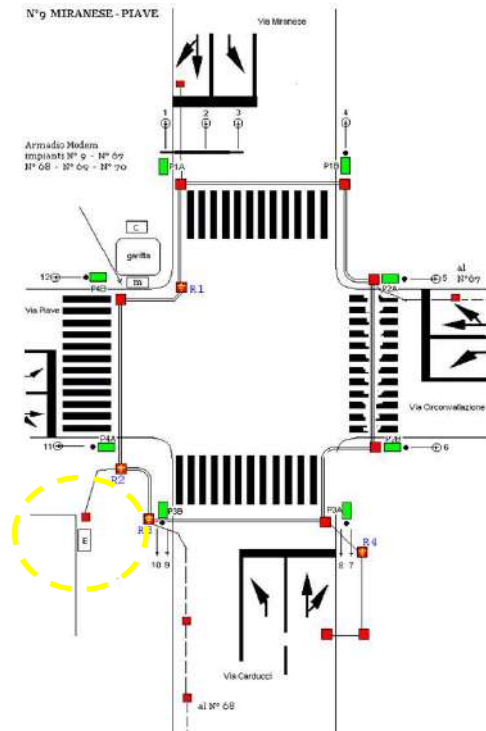 N°9 MIRANESE - PIAVE
Via Miranese
1
2
3
4
Armadio Modem
impianti N° 9 - N° 67
N° 68 - N° 69 - N° 70
P1A
P1B
C
garitta
m
12
P4B
R1
P2A
5
al
N°67
Via Piave
Via Circonvallazione
11
P4A
P2B
6
R2
E
R3
P3B
P3A
R4
10
9
8
7
Via Carducci
al N° 68